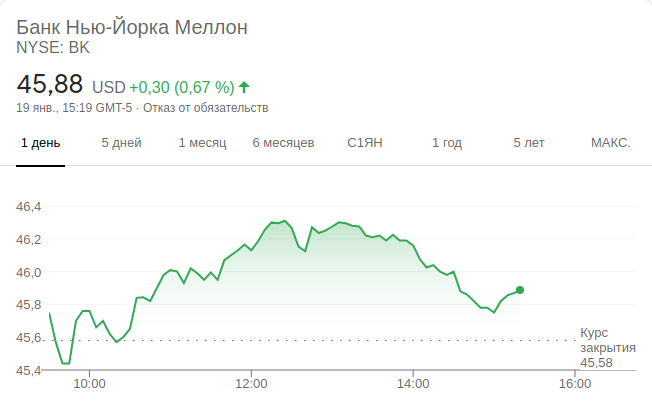 Банк Нью-Йорка Меллон
NYSE: BK
45,88 USD +0,30 (0,67 %)
19 янв., 15:19 GMT-5 · Отказ от обязательств
1 день 5 дней 1 месяц 6 месяцев С1ЯН 1 год 5 лет МАКС.
46,4
46,2
46,0
45,8
45,6
45,4
Курс
закрытия
45,58
10:00 12:00 14:00 16:00